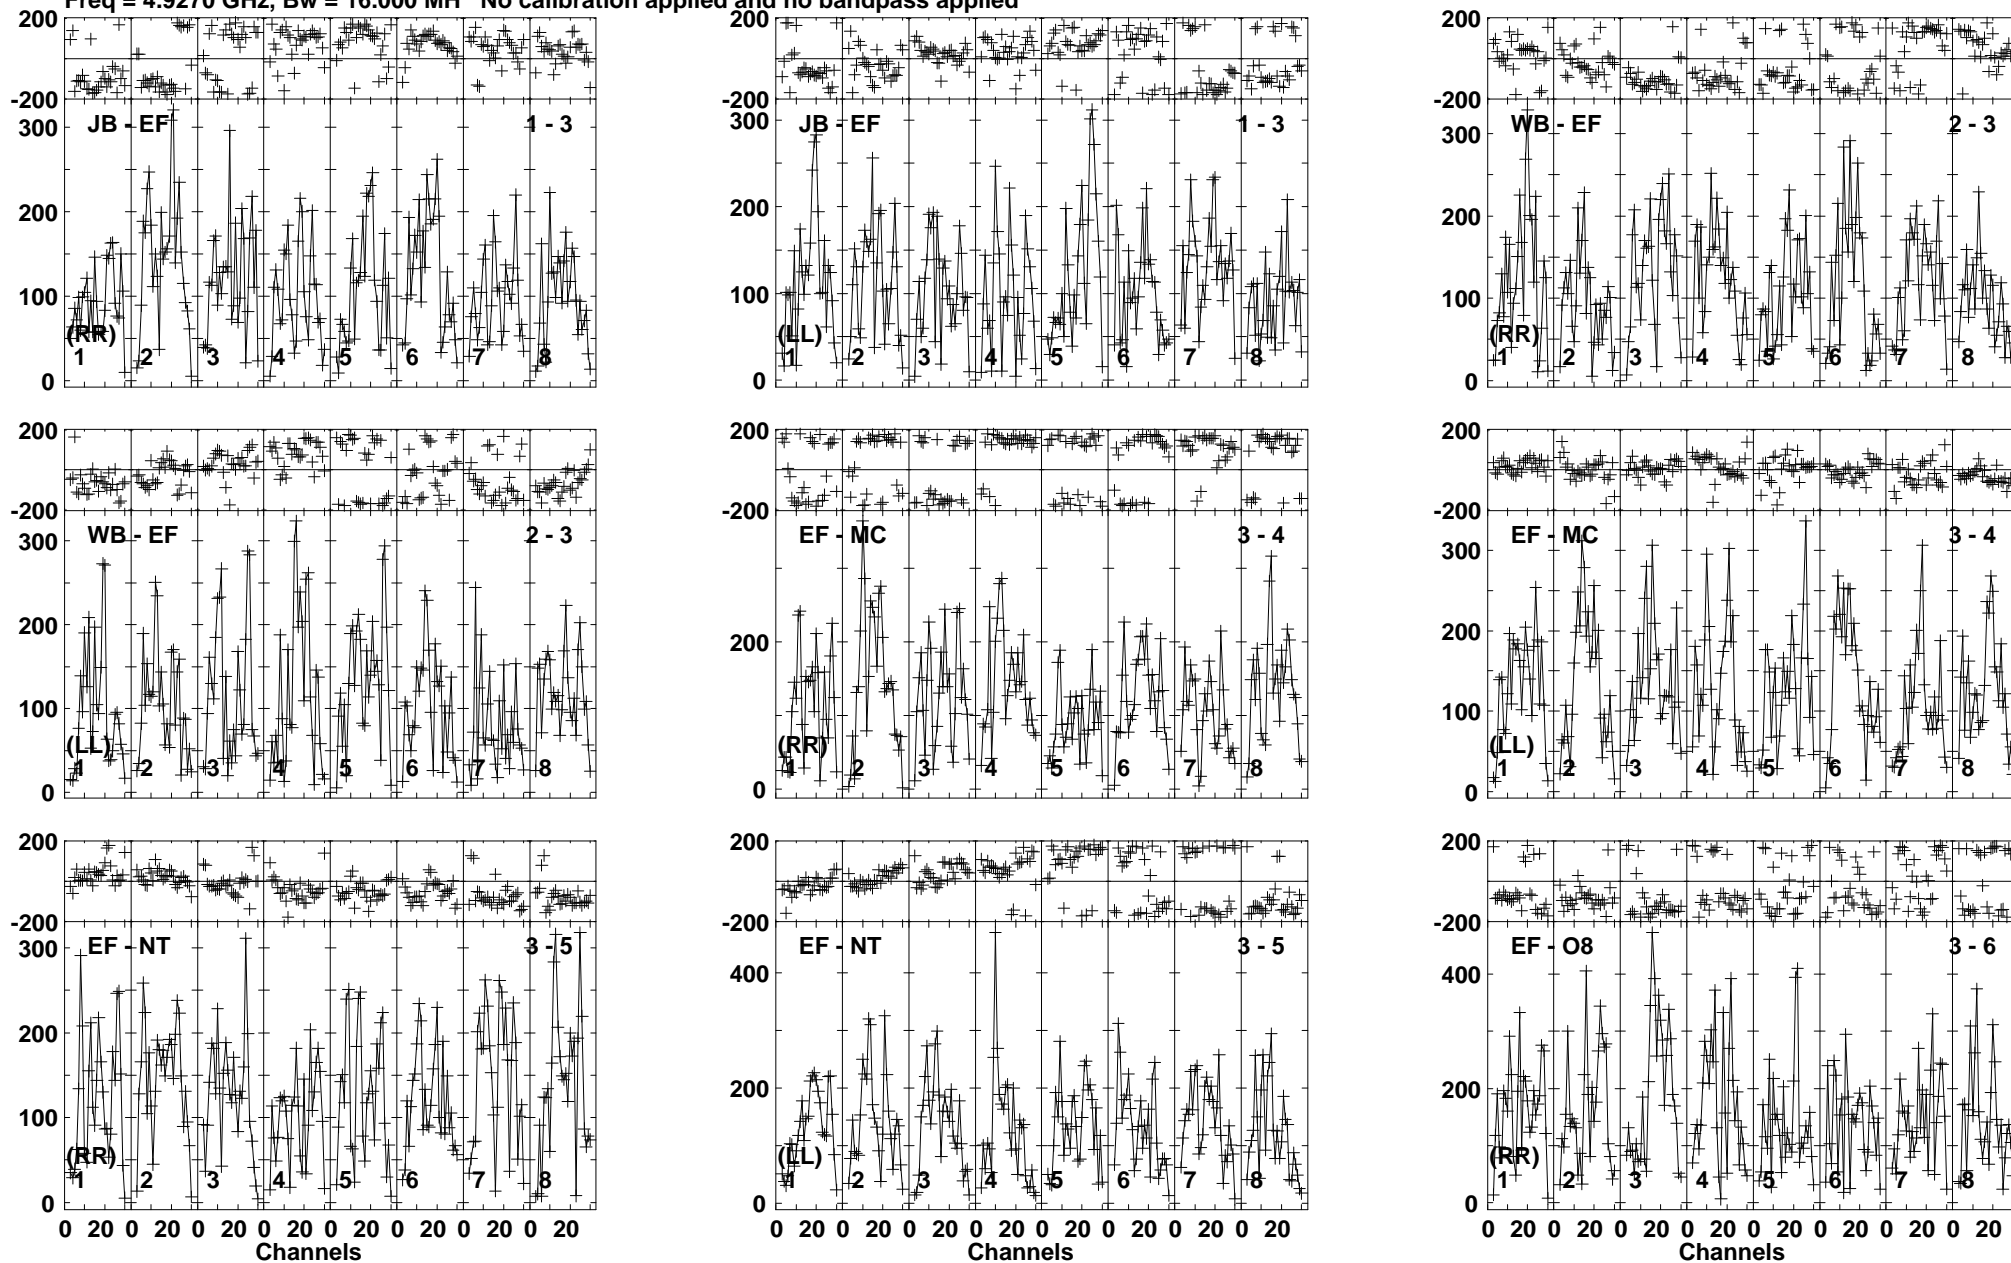 Freq = 4.9270 GHz, Bw = 16.000 MH No calibration applied and no bandpass applied
200 200 200
-200 -200 -200
JB - EF 1 - 3 JB - EF 1 - 3 WB - EF 2 - 3
300 300 300
200 200 200
100 100 100
(RR) (LL) (RR)
1 2 3 4 5 6 7 8 1 2 3 4 5 6 7 8 1 2 3 4 5 6 7 8
0 0 0
200 200 200
-200 -200 -200
WB - EF 2 - 3 EF - MC 3 - 4 EF - MC 3 - 4
300 300
200 200 200
100 100
(LL) (RR) (LL)
1 2 3 4 5 6 7 8 1 2 3 4 5 6 7 8 1 2 3 4 5 6 7 8
0 0 0
200 200 200
-200 -200 -200
EF - NT 3 - 5 EF - NT 3 - 5 EF - O8 3 - 6
300 400 400
200 200 200
100
(RR) (LL) (RR)
1 2 3 4 5 6 7 8 1 2 3 4 5 6 7 8 1 2 3 4 5 6 7 8
0 0 0
0 20 0 20 0 20 0 20 0 20 0 20 0 20 0 20 0 20 0 20 0 20 0 20 0 20 0 20 0 20 0 20 0 20 0 20 0 20 0 20 0 20 0 20 0 20 0 20
Channels Channels Channels